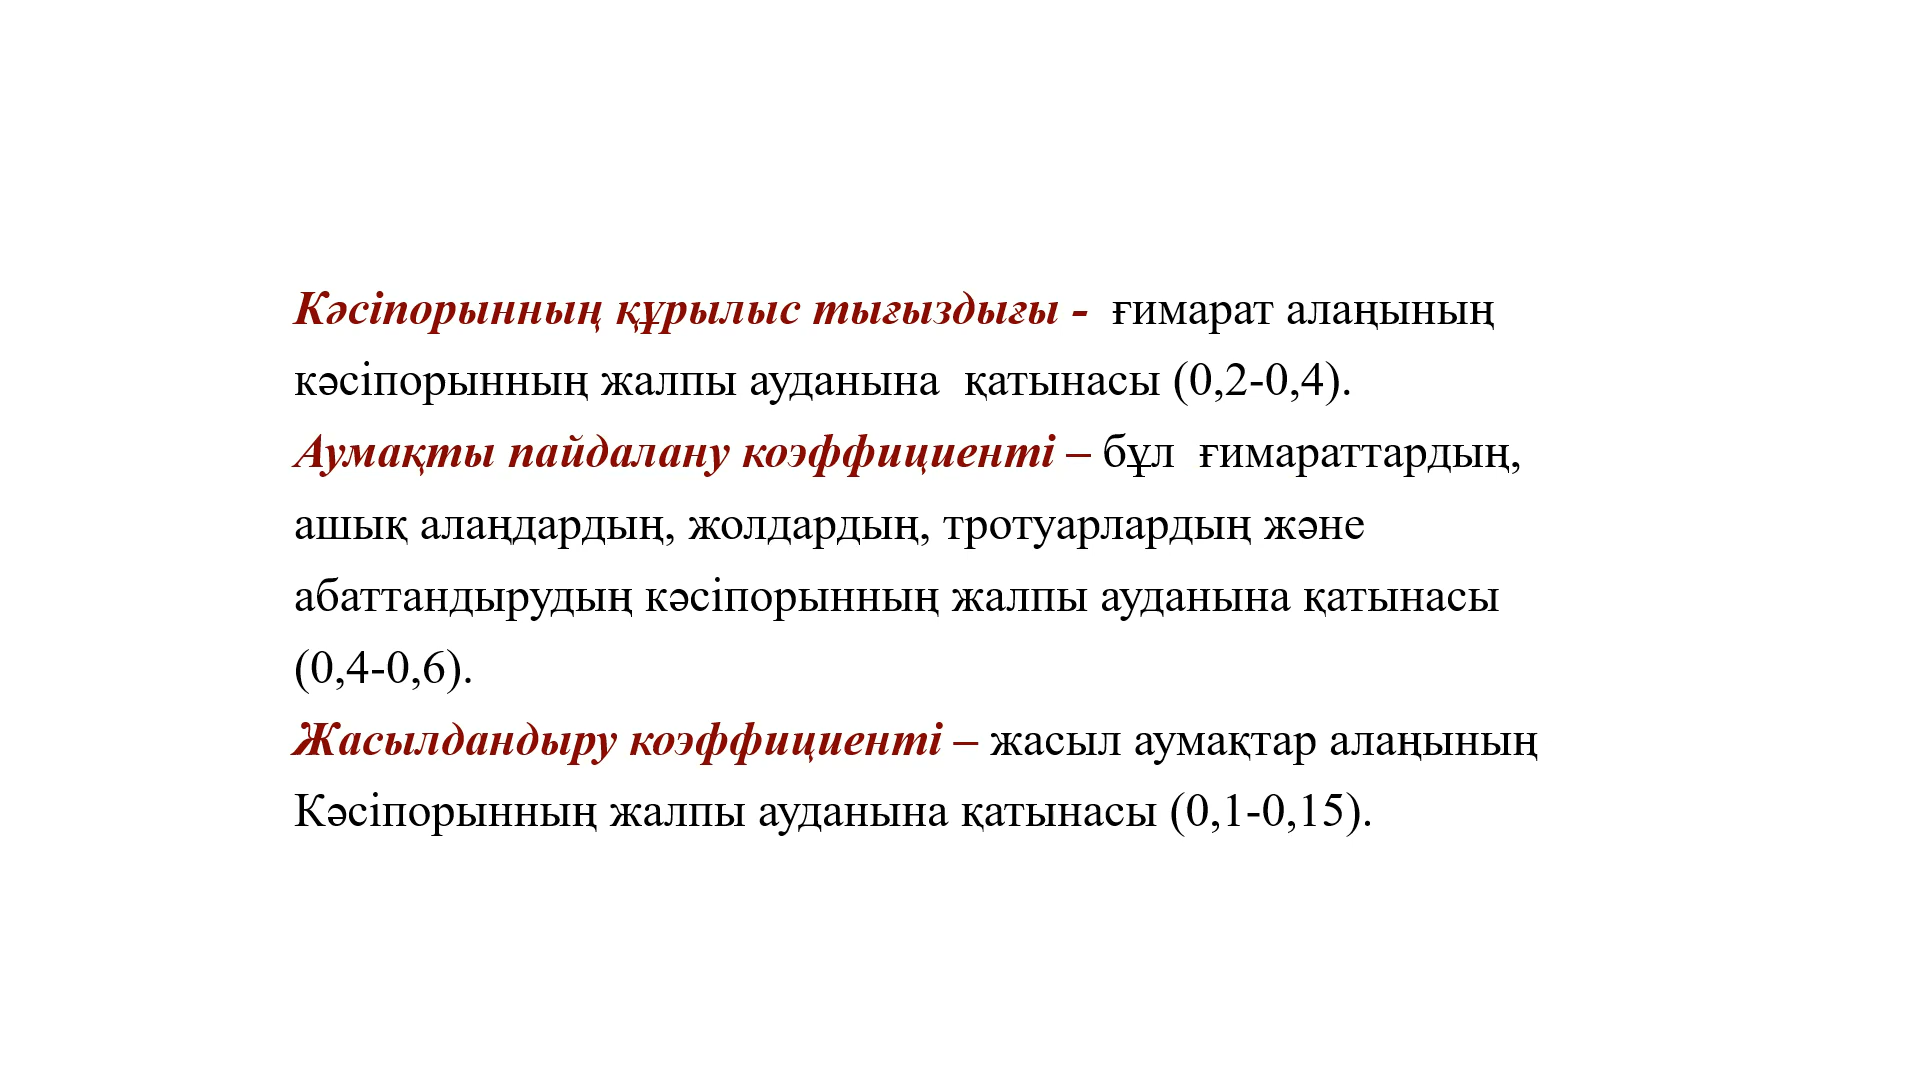 Кәсіпорынның құрылыс тығыздығы -  ғимарат алаңының
кәсіпорынның жалпы ауданына  қатынасы (0,2-0,4).
Аумақты пайдалану коэффициенті – бұл  ғимараттардың,
ашық алаңдардың, жолдардың, тротуарлардың және
абаттандырудың кәсіпорынның жалпы ауданына қатынасы
(0,4-0,6).
Жасылдандыру коэффициенті – жасыл аумақтар алаңының
Кәсіпорынның жалпы ауданына қатынасы (0,1-0,15).